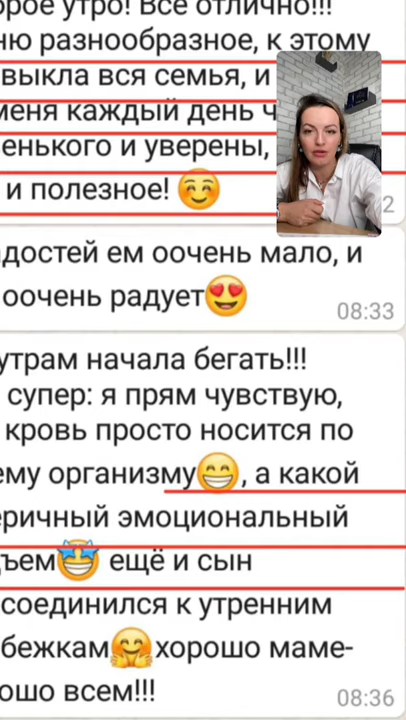 рое утро! Все отлично!!!
ню разнообразное, к этому
выкла вся семья, и
меня каждый день ч
енького и уверены,
и полезное! ☺️
2
достей ем оочень мало, и
оочень радует😍
08:33
утрам начала бегать!!!
супер: я прям чувствую,
кровь просто носится по
ему организму😁, а какой
еричный эмоциональный
ъем🤩 ещё и сын
соединился к утренним
бежкам🤗хорошо маме-
ошо всем!!!
08:36